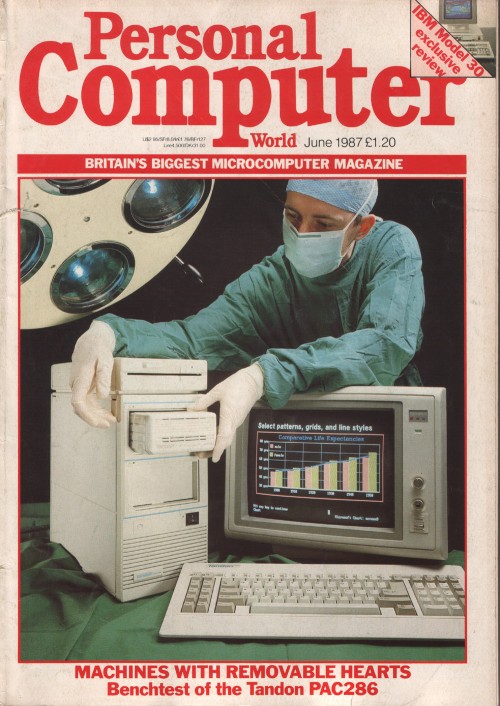 Personal
Computer
World June 1987 £1.20
IBM Model 30
exclusive
review
BRITAIN'S BIGGEST MICROCOMPUTER MAGAZINE
Select patterns, grids, and line styles
Comparative Life Expectancies
MACHINES WITH REMOVABLE HEARTS
Benchtest of the Tandon PAC286